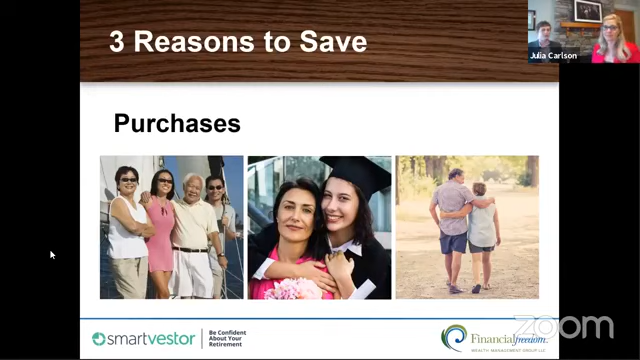 3 Reasons to Save
Julia Carlson
Purchases
smartvestor
Be Confident
About Your
Retirement
Financial freedom
WEALTH MANAGEMENT GROUP LLC
zoom